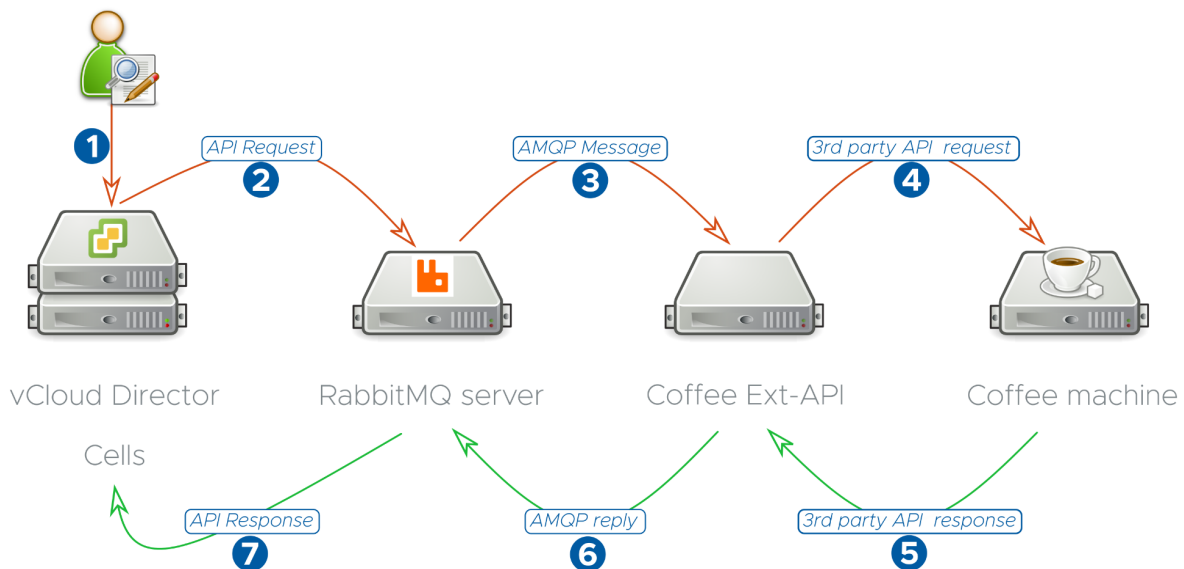 1
API Request
2
AMQP Message
3
3rd party API request
4
vCloud Director
Cells
RabbitMQ server
Coffee Ext-API
Coffee machine
3rd party API response
5
AMQP reply
6
API Response
7